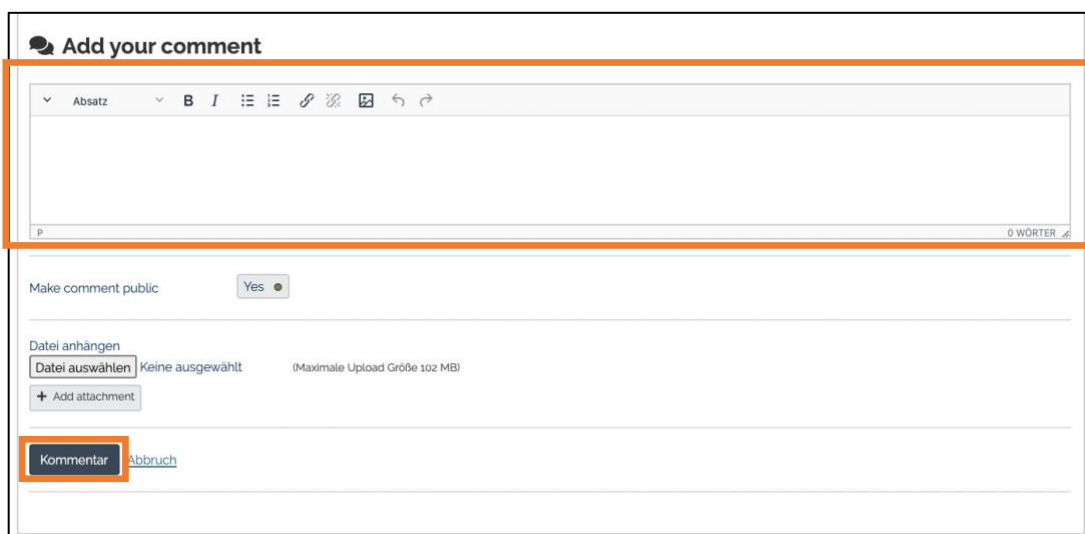 Add your comment
Absatz B I
P 0 WÖRTER
Make comment public Yes
Datei anhängen
Datei auswählen Keine ausgewählt (Maximale Upload Größe 102 MB)
+ Add attachment
Kommentar Abbruch